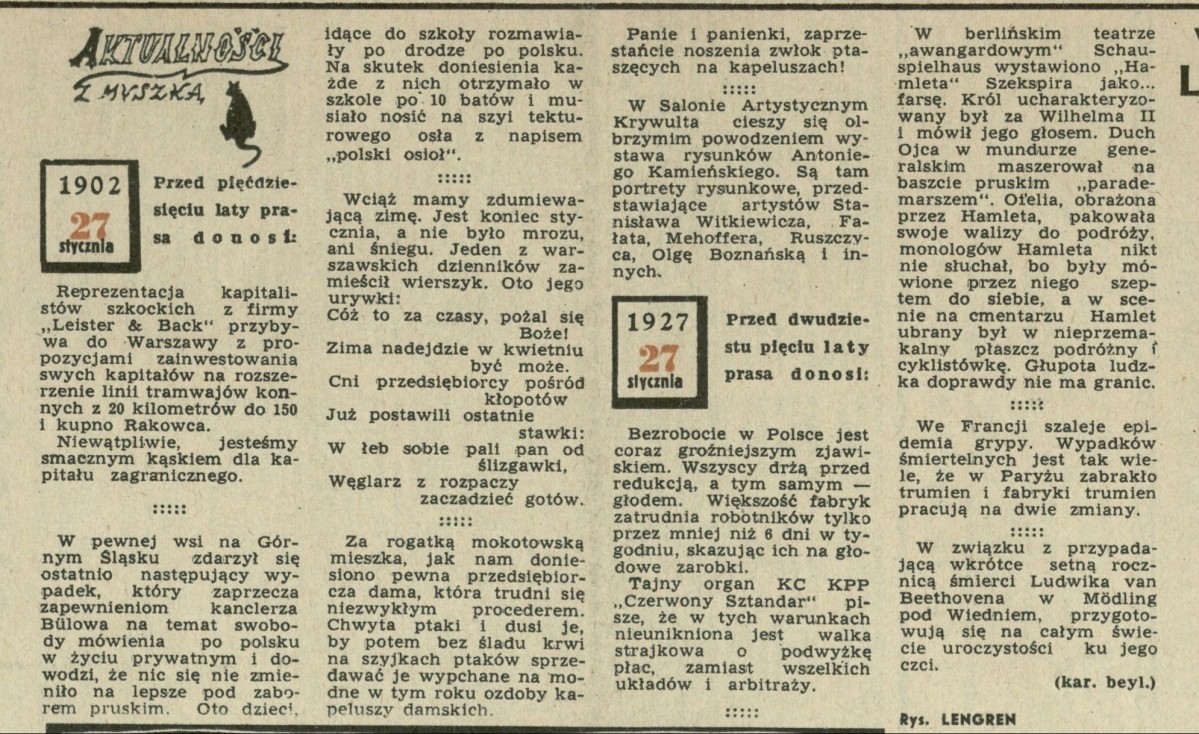 AKTUALNOŚCI
Z MYSZKĄ
1902
27
stycznia
Przed pięćdzie-
sięciu laty pra-
sa donosi:
Reprezentacja kapitali-
stów szkockich z firmy
„Leister & Back" przyby-
wa do Warszawy z pro-
pozycjami zainwestowania
swych kapitałów na rozsze-
rzenie linii tramwajów kon-
nych z 20 kilometrów do 150
i kupno Rakowca.
Niewątpliwie, jesteśmy
smacznym kąskiem dla ka-
pitału zagranicznego.
:::::
W pewnej wsi na Gór-
nym Śląsku zdarzył się
ostatnio następujący wy-
padek, który zaprzecza
zapewnieniom kanclerza
Bülowa na temat swobo-
dy mówienia po polsku
w życiu prywatnym i do-
wodzi, że nic się nie zmie-
niło na lepsze pod zabo-
rem pruskim. Oto dzieci,
idące do szkoły rozmawia-
ły po drodze po polsku.
Na skutek doniesienia ka-
żde z nich otrzymało w
szkole po 10 batów i mu-
siało nosić na szyi tektu-
rowego osła z napisem
„polski osioł".
:::::
Wciąż mamy zdumiewa-
jącą zimę. Jest koniec sty-
cznia, a nie było mrozu,
ani śniegu. Jeden z war-
szawskich dzienników za-
mieścił wierszyk. Oto jego
urywki:
Cóż to za czasy, pożal się
Boże!
Zima nadejdzie w kwietniu
być może.
Cni przedsiębiorcy pośród
kłopotów
Już postawili ostatnie
stawki:
W łeb sobie pali pan od
ślizgawki,
Węglarz z rozpaczy
zaczadzieć gotów.
:::::
Za rogatką mokotowską
mieszka, jak nam donie-
siono pewna przedsiębior-
cza dama, która trudni się
niezwykłym procederem.
Chwyta ptaki i dusi je,
by potem bez śladu krwi
na szyjkach ptaków sprze-
dawać je wypchane na mo-
dne w tym roku ozdoby ka-
peluszy damskich.
Panie i panienki, zaprze-
stańcie noszenia zwłok pta-
szęcych na kapeluszach!
:::::
W Salonie Artystycznym
Krywulta cieszy się ol-
brzymim powodzeniem wy-
stawa rysunków Antonie-
go Kamieńskiego. Są tam
portrety rysunkowe, przed-
stawiające artystów Sta-
nisława Witkiewicza, Fa-
łata, Mehoffera, Ruszczy-
ca, Olgę Boznańską i in-
nych.
1927
27
stycznia
Przed dwudzie-
stu pięciu laty
prasa donosi:
Bezrobocie w Polsce jest
coraz groźniejszym zjawi-
skiem. Wszyscy drżą przed
redukcją, a tym samym —
głodem. Większość fabryk
zatrudnia robotników tylko
przez mniej niż 6 dni w ty-
godniu, skazując ich na gło-
dowe zarobki.
Tajny organ KC KPP
„Czerwony Sztandar" pi-
sze, że w tych warunkach
nieunikniona jest walka
strajkowa o podwyżkę
płac, zamiast wszelkich
układów i arbitraży.
:::::
W berlińskim teatrze
„awangardowym" Schau-
spielhaus wystawiono „Ha-
mleta" Szekspira jako...
farsę. Król ucharakteryzo-
wany był za Wilhelma II
i mówił jego głosem. Duch
Ojca w mundurze gene-
ralskim maszerował na
baszcie pruskim „parade-
marszem". Ofelia, obrażona
przez Hamleta, pakowała
swoje walizy do podróży,
monologów Hamleta nikt
nie słuchał, bo były mó-
wione przez niego szep-
tem do siebie, a w sce-
nie na cmentarzu Hamlet
ubrany był w nieprzema-
kalny płaszcz podróżny i
cyklistówkę. Głupota ludz-
ka doprawdy nie ma granic.
:::::
We Francji szaleje epi-
demia grypy. Wypadków
śmiertelnych jest tak wie-
le, że w Paryżu zabrakło
trumien i fabryki trumien
pracują na dwie zmiany.
:::::
W związku z przypada-
jącą wkrótce setną rocz-
nicą śmierci Ludwika van
Beethovena w Mödling
pod Wiedniem, przygoto-
wują się na całym świe-
cie uroczystości ku jego
czci.
(kar. beyl.)
Rys. LENGREN